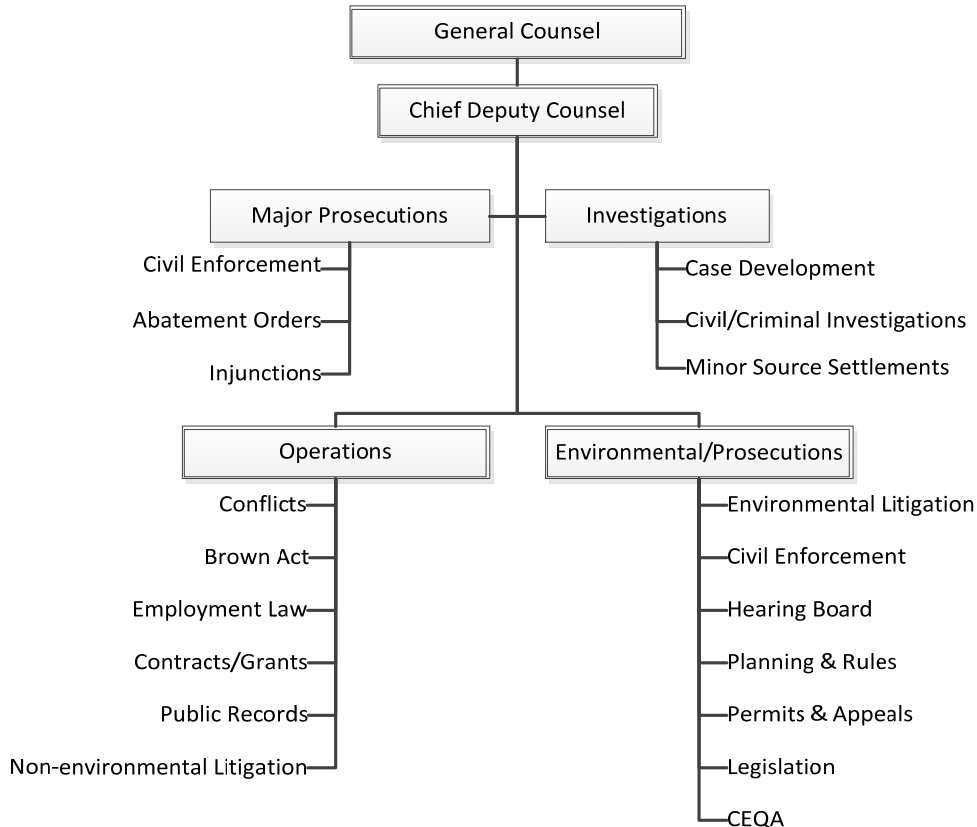 General Counsel
Chief Deputy Counsel
Major Prosecutions
Civil Enforcement
Abatement Orders
Injunctions
Investigations
Case Development
Civil/Criminal Investigations
Minor Source Settlements
Operations
Conflicts
Brown Act
Employment Law
Contracts/Grants
Public Records
Non-environmental Litigation
Environmental/Prosecutions
Environmental Litigation
Civil Enforcement
Hearing Board
Planning & Rules
Permits & Appeals
Legislation
CEQA